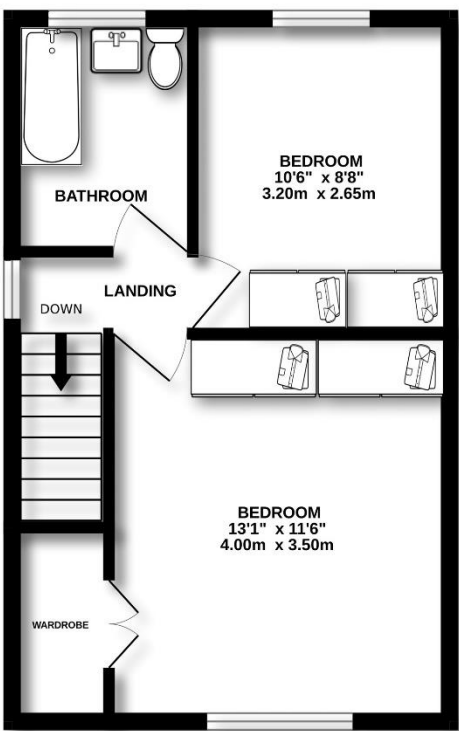 BEDROOM
10'6" x 8'8"
3.20m x 2.65m
BATHROOM
LANDING
DOWN
BEDROOM
13'1" x 11'6"
4.00m x 3.50m
WARDROBE